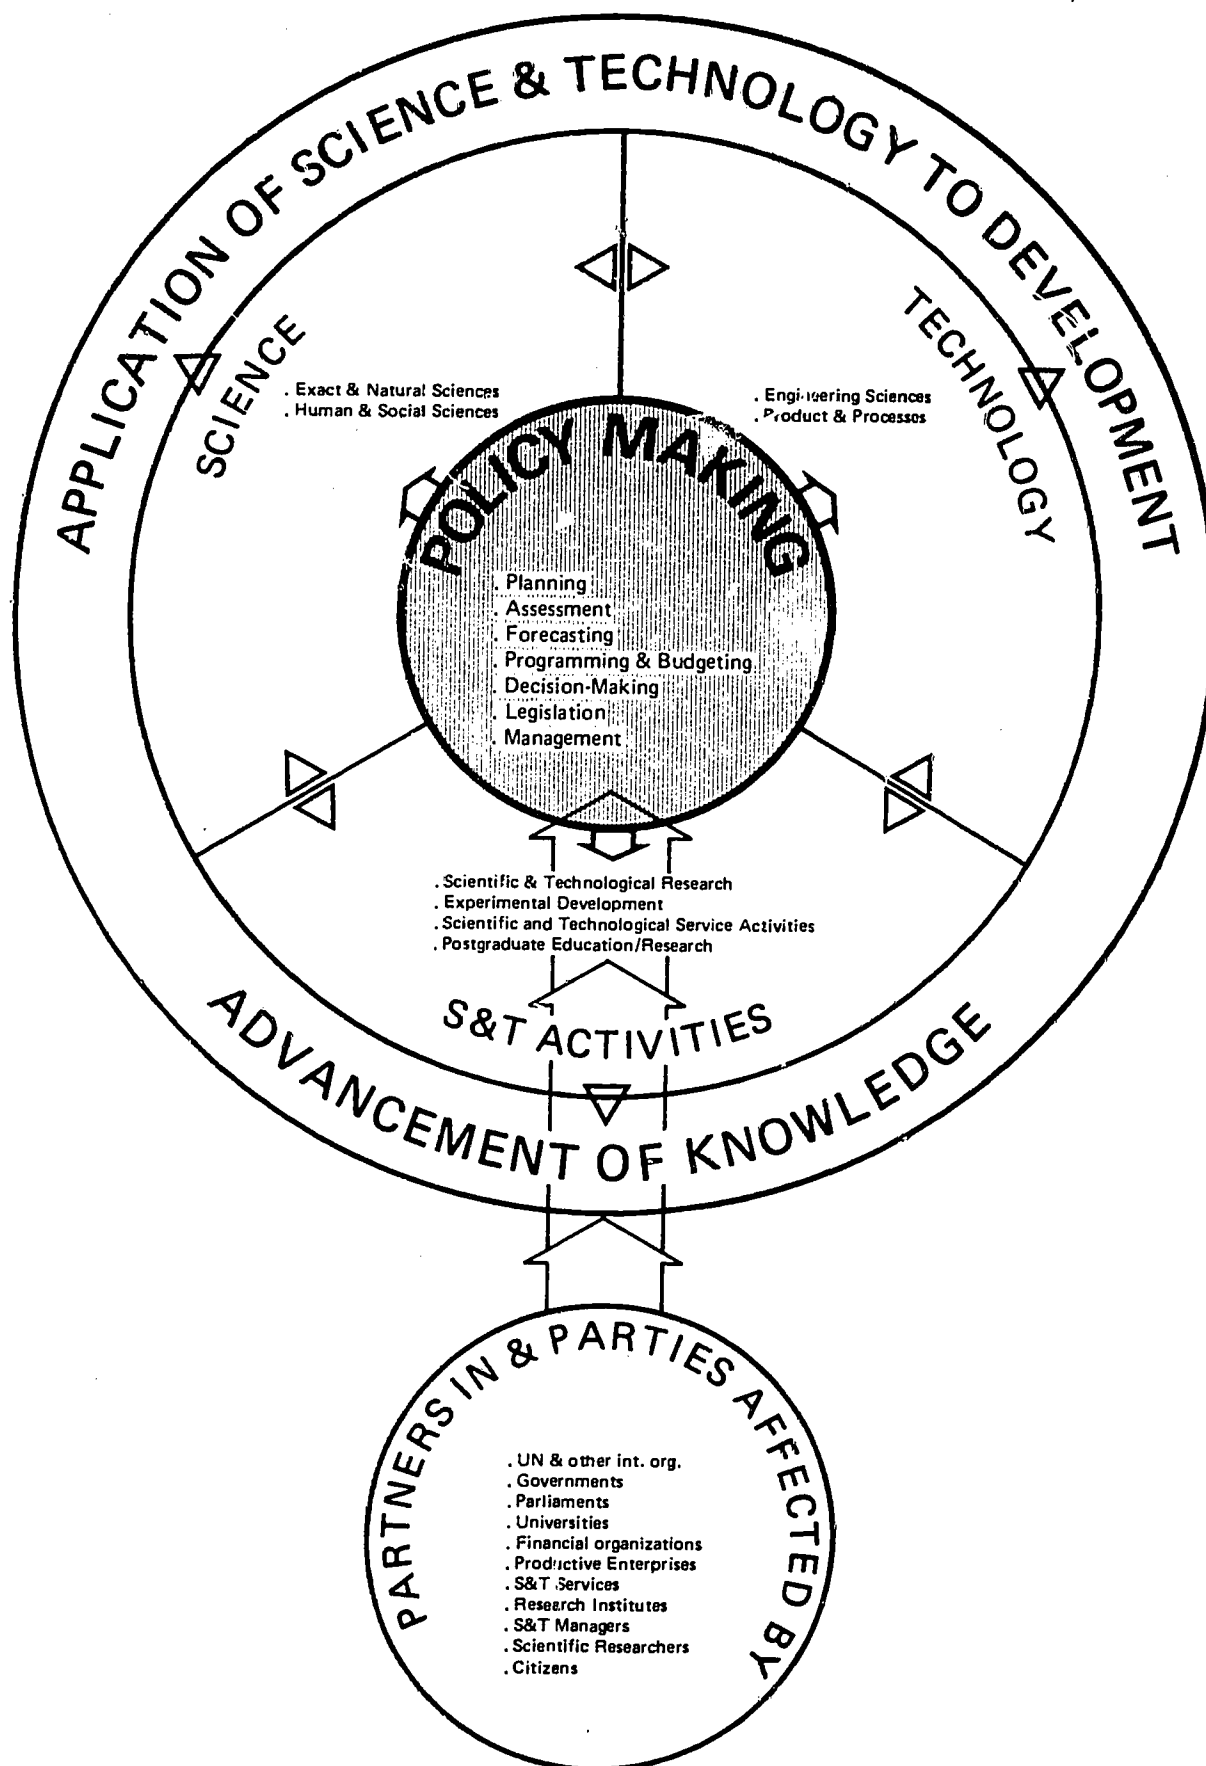 APPLICATION OF SCIENCE & TECHNOLOGY TO DEVELOPMENT
SCIENCE
. Exact & Natural Sciences
. Human & Social Sciences
TECHNOLOGY
. Engineering Sciences
. Product & Processes
POLICY MAKING
. Planning
. Assessment
. Forecasting
. Programming & Budgeting
. Decision-Making
. Legislation
. Management
. Scientific & Technological Research
. Experimental Development
. Scientific and Technological Service Activities
. Postgraduate Education/Research
S&T ACTIVITIES
ADVANCEMENT OF KNOWLEDGE
PARTNERS IN & PARTIES AFFECTED BY
. UN & other int. org.
. Governments
. Parliaments
. Universities
. Financial organizations
. Productive Enterprises
. S&T Services
. Research Institutes
. S&T Managers
. Scientific Researchers
. Citizens